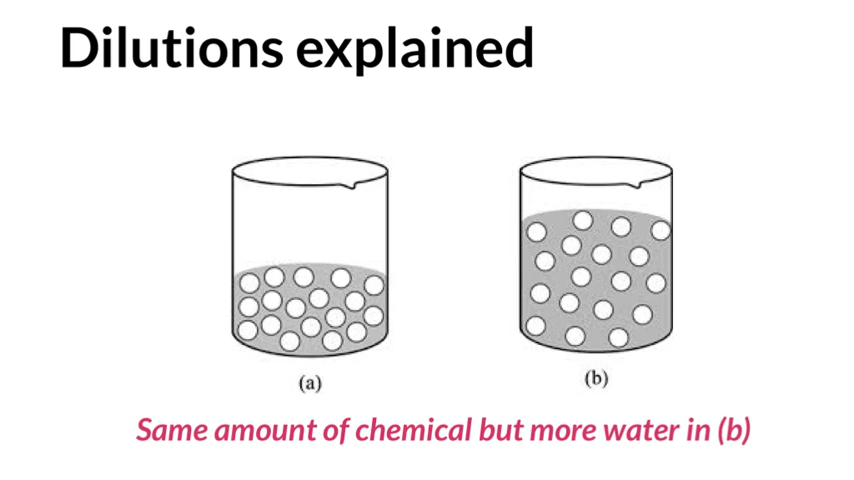 Dilutions explained
(a)
(b)
Same amount of chemical but more water in (b)